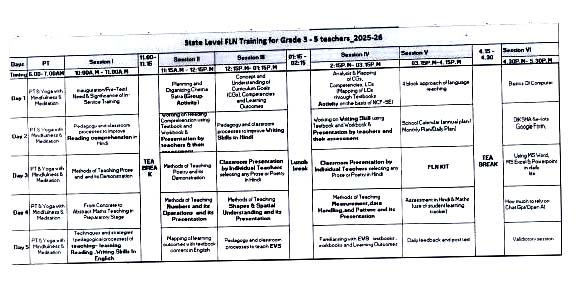 State Level FLN Training for Grade 3 - 5 teachers_2025-26
Days PT Session I 11.00- 11.15 Session II Session III 01:15 - 02:15 Session IV Session V 4.15 - 4.30 Session VI
Timing 6.00- 7.00AM 10:00A.M - 11.00A.M 11:15A.M - 12:15P.M 12:15P.M- 01:15P.M 2:15P.M- 03.15P.M 03.15P.M-4.15P.M 4.30P.M- 5.30P.M
Day 1
PT & Yoga with
Mindfulness &
Meditation
Inauguration/Pre-Test/
Need & Significance of In-
Service Training
Planning and
Organizing Chema
Satra (Group
Activity)
Concept and
Understanding of
Curriculum Goals
(CGs), Competencies
and Learning
Outcomes
Analysis & Mapping
of CGs,
Competencies, LOs
Mapping of LOs
through Textbooks
Activity on the basis of NCF-SE)
4 block approach of language
teaching
Basics Of Computer
Day 2
PT & Yoga with
Mindfulness &
Meditation
Pedagogy and classroom
processes to improve
Reading comprehension in
Hindi
Working on Reading
Comprehension using
Textbook and
Workbook &
Presentation by
teachers & their
assessment
Pedagogy and classroom
processes to improve Writing
Skills in Hindi
Working on Writing Skill using
Textbook and Workbook &
Presentation by teachers and
their assessment
School Calendar (annual plan/
Monthly Plan/Daily Plan)
DIKSHA
Google Form
Day 3
PT & Yoga with
Mindfulness &
Meditation
Methods of Teaching Prose
and and its Demonstration
TEA
BREA
K
Methods of Teaching
Poetry and its
Demonstration
Classroom Presentation
by Individual Teachers
selecting any Prose or Poetry in
Hindi
Lunch
break
Classroom Presentation by
Individual Teachers selecting any
Prose or Poetry in Hindi
FLN KIT
TEA
BREAK
Using MS Word,
MS Excel & Powerpoint
in daily
life
Day 4
PT & Yoga with
Mindfulness &
Meditation
From Concrete to
Abstract Maths Teaching in
Preparatory Stage
Methods of Teaching
Numbers and its
Operations and its
Presentation
Methods of Teaching
Shapes & Spatial
Understanding and its
Presentation
Methods of Teaching
Measurement, data
Handling, and Pattern and its
Presentation
Assessment in Hindi & Maths
of student learning
tracker)
How much to rely on
Chat Gpt/Open AI
Day 5
PT & Yoga with
Mindfulness &
Meditation
Techniques and strategies
(pedagogical processes) of
teaching- learning
Reading ,Writing Skills in
English
Mapping of learning
outcomes with textbook
content in English
Pedagogy and classroom
processes to teach EVS
Familiarising with EVS textbooks,
workbooks and Learning Outcomes
Daily feedback and post test
Validictory session